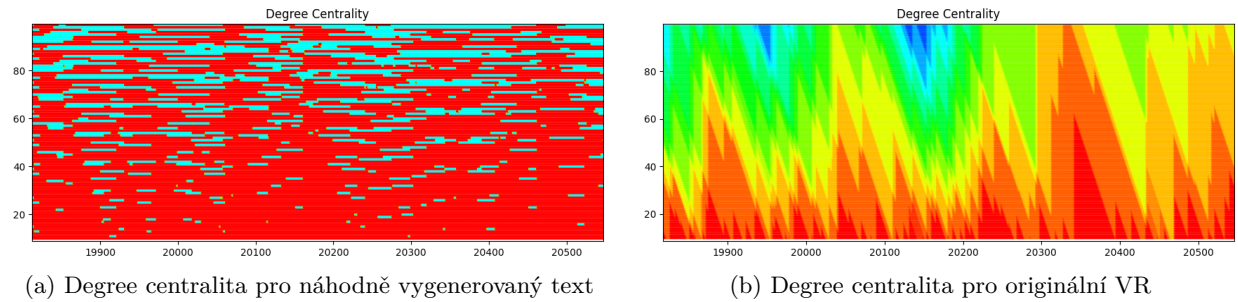 Degree Centrality
80
60
40
20
19900 20000 20100 20200 20300 20400 20500
(a) Degree centralita pro náhodně vygenerovaný text
Degree Centrality
80
60
40
20
19900 20000 20100 20200 20300 20400 20500
(b) Degree centralita pro originální VR